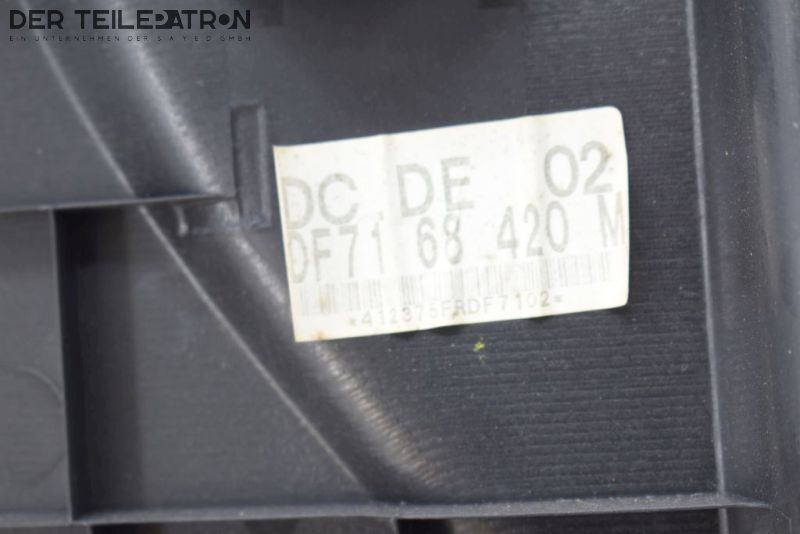 DER TEILEPATRON
EIN UNTERNEHMEN DER SAYED GMBH
DC DE 02
DF71 68 420 M
*412375FRDF7102*